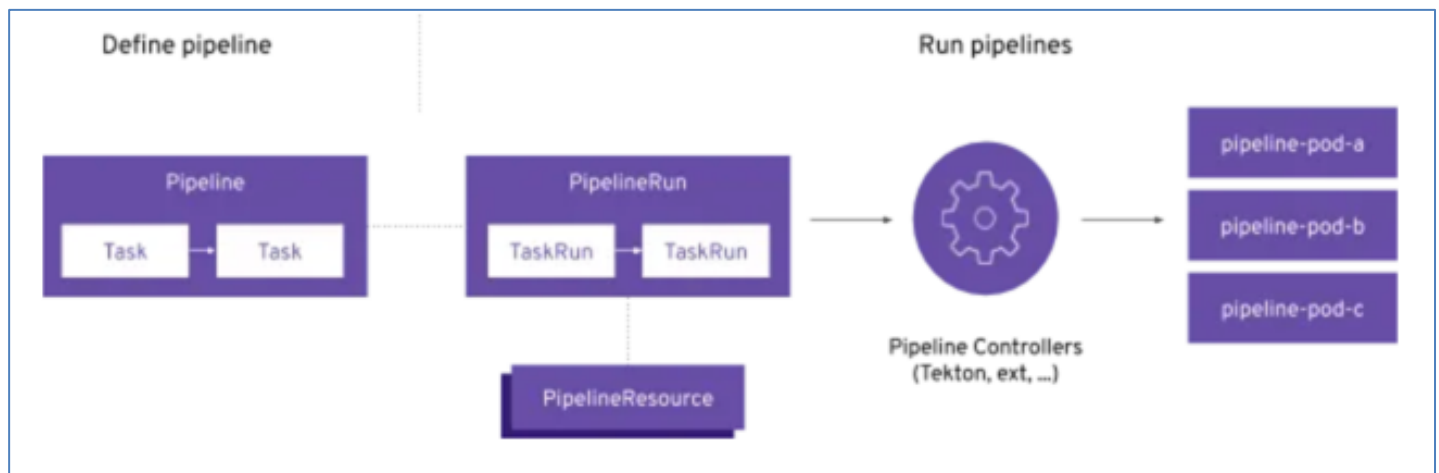 Define pipeline
Run pipelines
Pipeline
Task
Task
PipelineRun
TaskRun
TaskRun
PipelineResource
Pipeline Controllers
(Tekton, ext, ...)
pipeline-pod-a
pipeline-pod-b
pipeline-pod-c